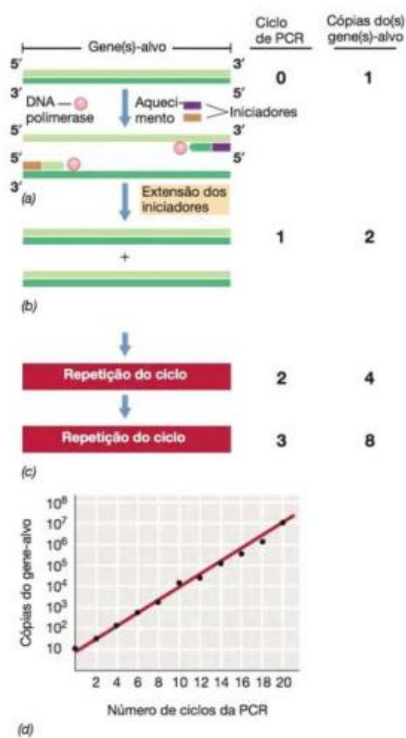 Ciclo de PCR
Cópias do(s) gene(s)-alvo
Gene(s)-alvo
5' 3'
0 1
3' 5'
DNA polimerase
Aquecimento
Iniciadores
5' 3'
5'
3'
(a)
Extensão dos iniciadores
1 2
+
(b)
Repetição do ciclo 2 4
Repetição do ciclo 3 8
(c)
Cópias do gene-alvo
10⁸
10⁷
10⁶
10⁵
10⁴
10³
10²
10
2 4 6 8 10 12 14 16 18 20
Número de ciclos da PCR
(d)